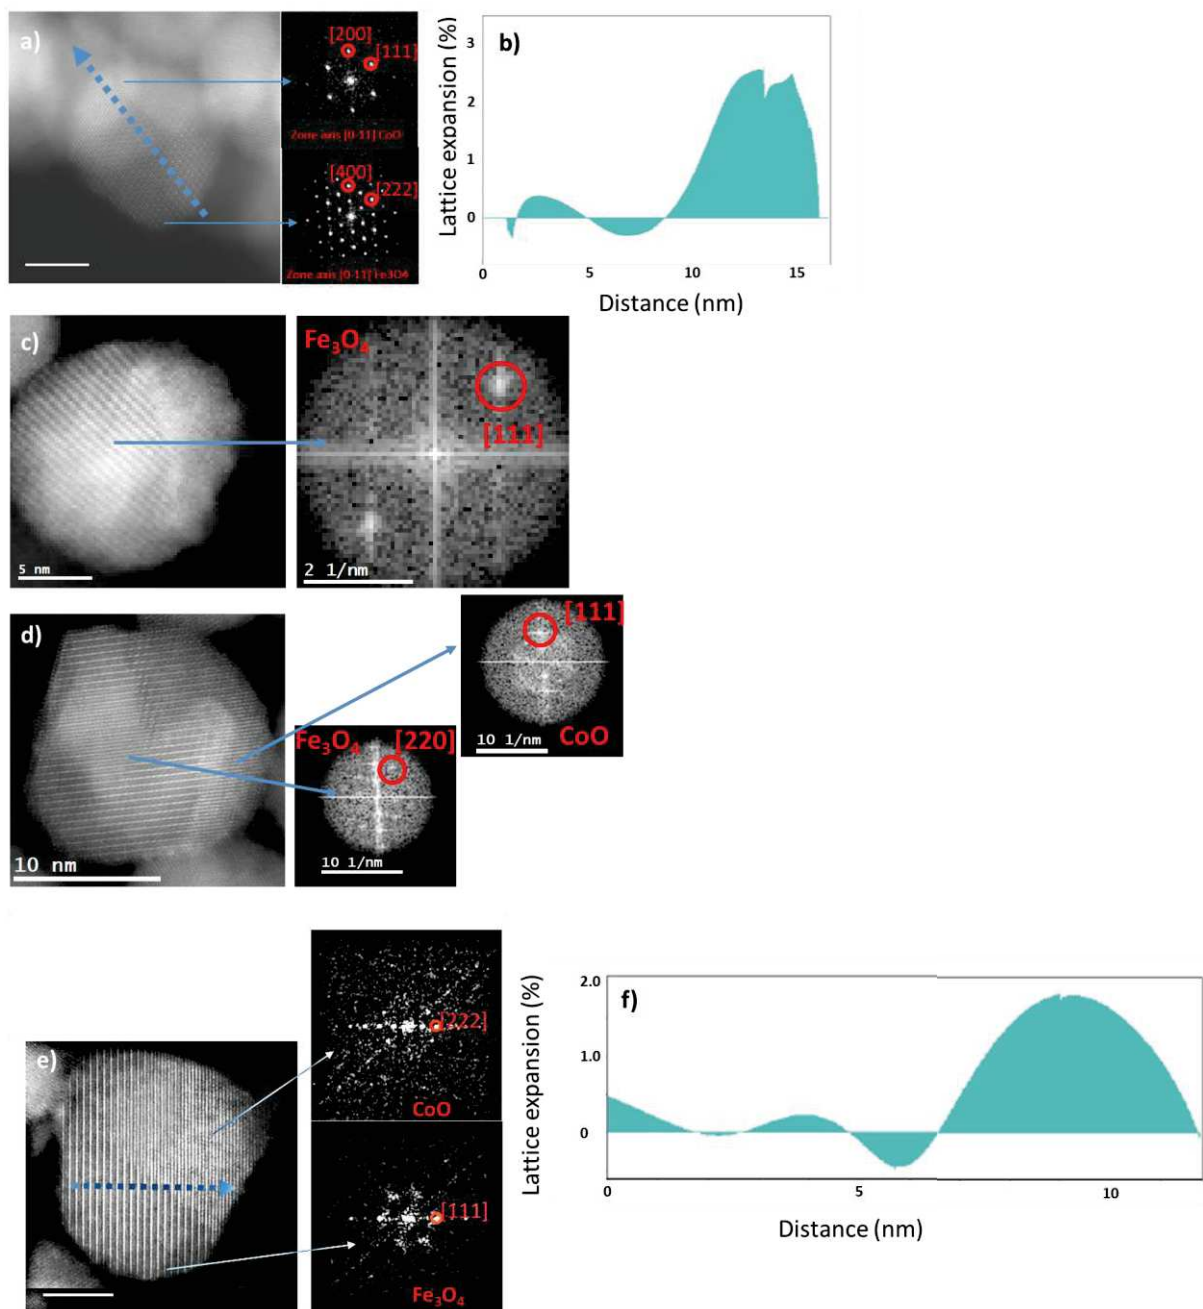 a)
[200]
[111]
Zone axis [0-11] CoO
[400]
[222]
Zone axis [0-11] Fe3O4
b)
Lattice expansion (%)
3
2
1
0
0
5
10
15
Distance (nm)
c)
5 nm
Fe₃O₄
[111]
2 1/nm
d)
10 nm
Fe₃O₄
[220]
10 1/nm
[111]
10 1/nm
CoO
e)
[222]
CoO
[111]
Fe₃O₄
f)
Lattice expansion (%)
2.0
1.0
0
0
5
10
Distance (nm)